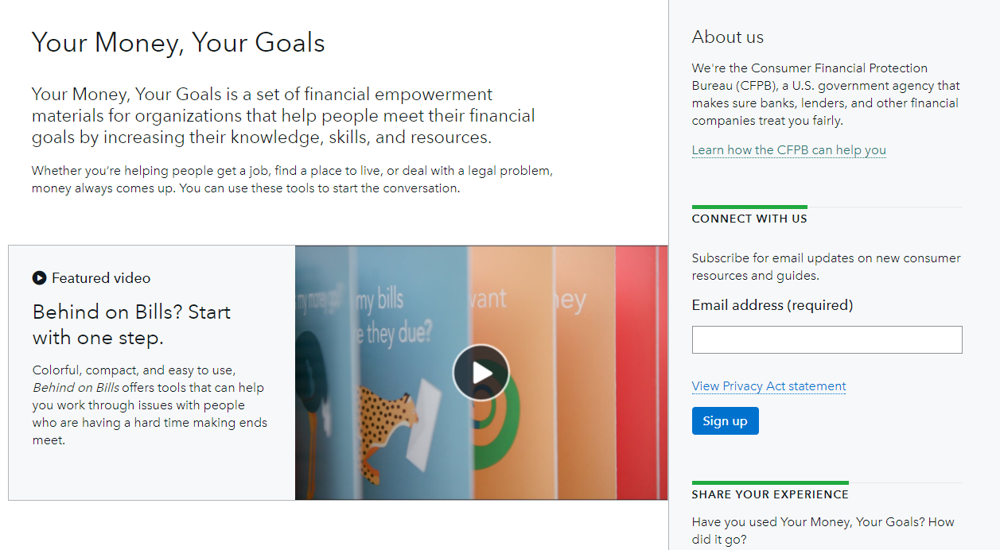 Your Money, Your Goals
Your Money, Your Goals is a set of financial empowerment
materials for organizations that help people meet their financial
goals by increasing their knowledge, skills, and resources.
Whether you’re helping people get a job, find a place to live, or deal with a legal problem,
money always comes up. You can use these tools to start the conversation.
Featured video
Behind on Bills? Start
with one step.
Colorful, compact, and easy to use,
Behind on Bills offers tools that can help
you work through issues with people
who are having a hard time making ends
meet.
my money go?
my bills
they due?
About us
We're the Consumer Financial Protection
Bureau (CFPB), a U.S. government agency that
makes sure banks, lenders, and other financial
companies treat you fairly.
Learn how the CFPB can help you
CONNECT WITH US
Subscribe for email updates on new consumer
resources and guides.
Email address (required)
View Privacy Act statement
Sign up
SHARE YOUR EXPERIENCE
Have you used Your Money, Your Goals? How
did it go?